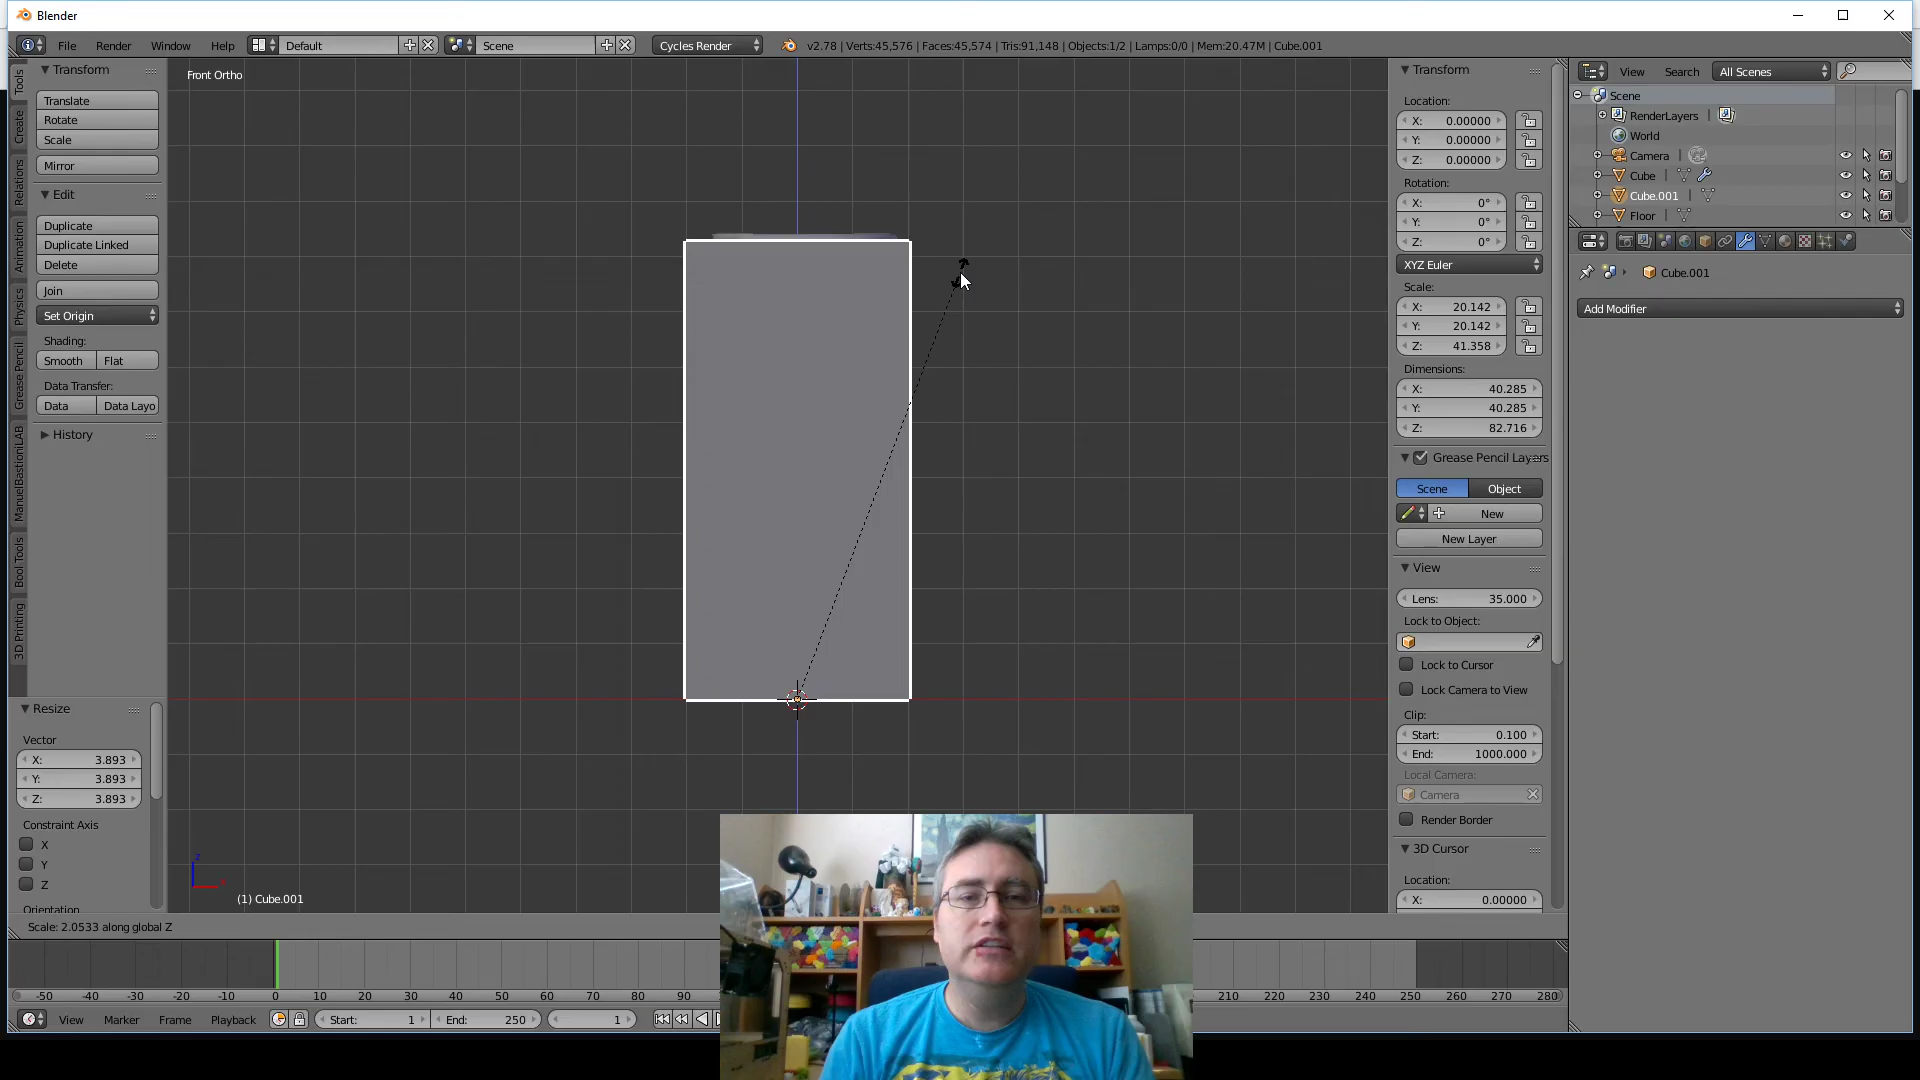 Blender
File Render Window Help Default Scene Cycles Render v2.78 | Verts:45,576 | Faces:45,574 | Tris:91,148 | Objects:1/2 | Lamps:0/0 | Mem:20.47M | Cube.001
Tools
Create
Relations
Animation
Physics
Grease Pencil
ManuelBastioniLAB
Bool Tools
3D Printing
Transform
Translate
Rotate
Scale
Mirror
Edit
Duplicate
Duplicate Linked
Delete
Join
Set Origin
Shading:
Smooth Flat
Data Transfer:
Data Data Layo
History
Resize
Vector
X: 3.893
Y: 3.893
Z: 3.893
Constraint Axis
X
Y
Z
Orientation
Front Ortho
z
(1) Cube.001
Scale: 2.0533 along global Z
Transform
Location:
X: 0.00000
Y: 0.00000
Z: 0.00000
Rotation:
X: 0°
Y: 0°
Z: 0°
XYZ Euler
Scale:
X: 20.142
Y: 20.142
Z: 41.358
Dimensions:
X: 40.285
Y: 40.285
Z: 82.716
Grease Pencil Layers
Scene Object
New
New Layer
View
Lens: 35.000
Lock to Object:
Lock to Cursor
Lock Camera to View
Clip:
Start: 0.100
End: 1000.000
Local Camera:
Camera
Render Border
3D Cursor
Location:
X: 0.00000
View Search All Scenes
Scene
RenderLayers |
World
Camera |
Cube
Cube.001
Floor
Cube.001
Add Modifier
-50 -40 -30 -20 -10 0 10 20 30 40 50 60 70 80 90 210 220 230 240 250 260 270 280
View Marker Frame Playback Start: 1 End: 250 1